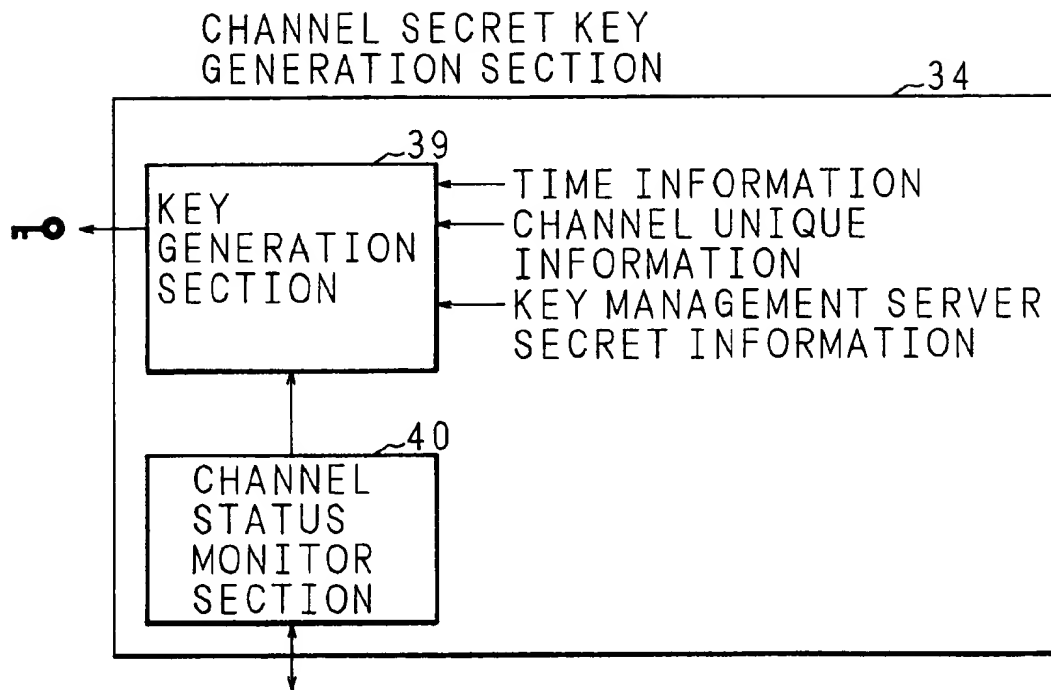 CHANNEL SECRET KEY
GENERATION SECTION
34
39
KEY
GENERATION
SECTION
TIME INFORMATION
CHANNEL UNIQUE
INFORMATION
KEY MANAGEMENT SERVER
SECRET INFORMATION
40
CHANNEL
STATUS
MONITOR
SECTION